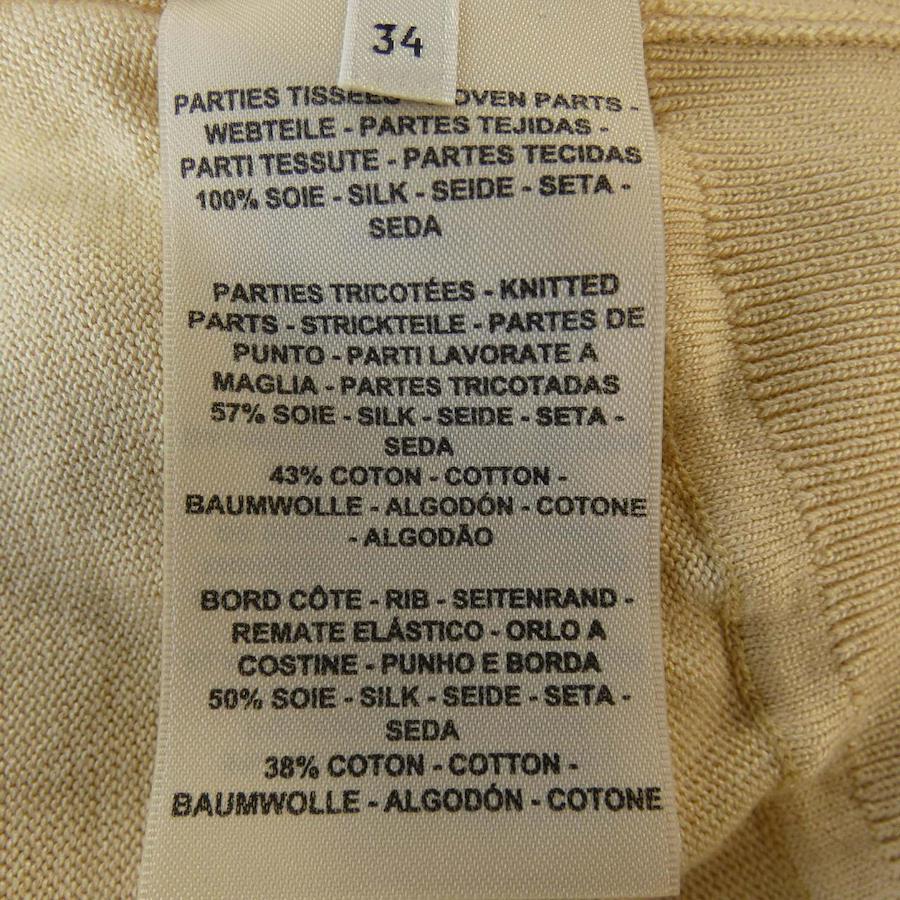 34
PARTIES TISSÉES - WOVEN PARTS -
WEBTEILE - PARTES TEJIDAS -
PARTI TESSUTE - PARTES TECIDAS
100% SOIE - SILK - SEIDE - SETA -
SEDA
PARTIES TRICOTÉES - KNITTED
PARTS - STRICKTEILE - PARTES DE
PUNTO - PARTI LAVORATE A
MAGLIA - PARTES TRICOTADAS
57% SOIE - SILK - SEIDE - SETA -
SEDA
43% COTON - COTTON -
BAUMWOLLE - ALGODÓN - COTONE
- ALGODÃO
BORD CÔTE - RIB - SEITENRAND -
REMATE ELÁSTICO - ORLO A
COSTINE - PUNHO E BORDA
50% SOIE - SILK - SEIDE - SETA -
SEDA
38% COTON - COTTON -
BAUMWOLLE - ALGODÓN - COTONE